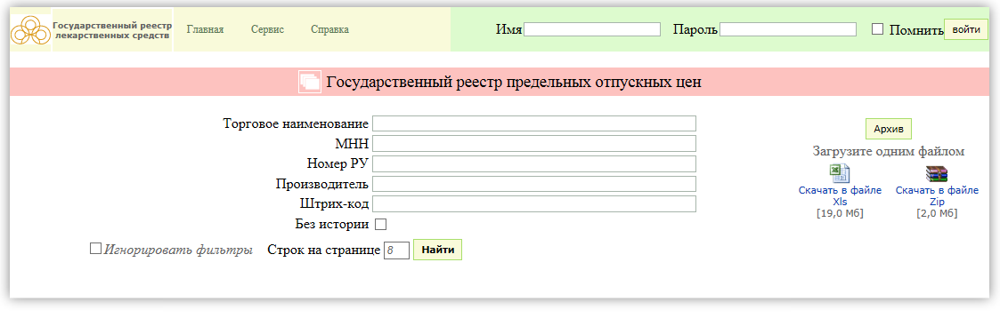 Государственный реестр
лекарственных средств
Главная Сервис Справка Имя Пароль Помнить войти
Государственный реестр предельных отпускных цен
Торговое наименование
МНН
Номер РУ
Производитель
Штрих-код
Без истории
Игнорировать фильтры Строк на странице 8 Найти
Архив
Загрузите одним файлом
Скачать в файле
Xls
[19,0 Мб]
Скачать в файле
Zip
[2,0 Мб]